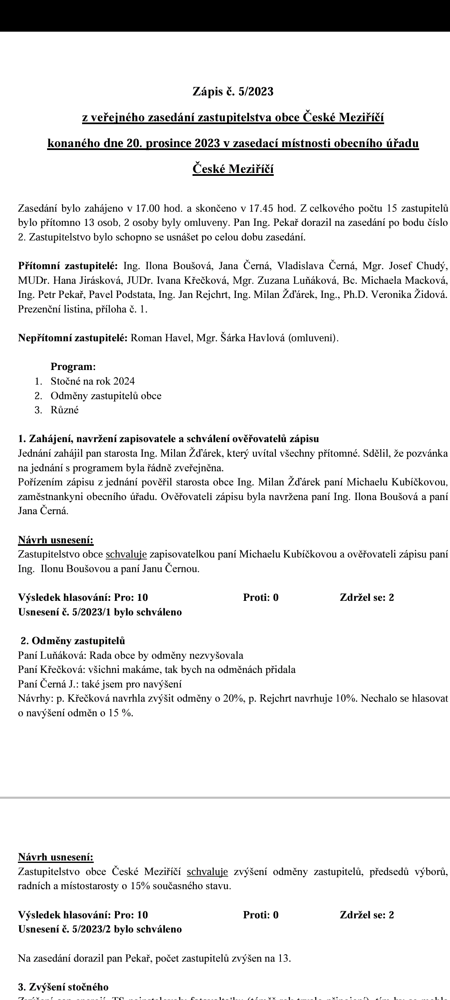 Zápis č. 5/2023
z veřejného zasedání zastupitelstva obce České Meziříčí
konaného dne 20. prosince 2023 v zasedací místnosti obecního úřadu
České Meziříčí
Zasedání bylo zahájeno v 17.00 hod. a skončeno v 17.45 hod. Z celkového počtu 15 zastupitelů
bylo přítomno 13 osob, 2 osoby byly omluveny. Pan Ing. Pekař dorazil na zasedání po bodu číslo
2. Zastupitelstvo bylo schopno se usnášet po celou dobu zasedání.
Přítomní zastupitelé: Ing. Ilona Boušová, Jana Černá, Vladislava Černá, Mgr. Josef Chudý,
MUDr. Hana Jirásková, JUDr. Ivana Křečková, Mgr. Zuzana Luňáková, Bc. Michaela Macková,
Ing. Petr Pekař, Pavel Podstata, Ing. Jan Rejchrt, Ing. Milan Žďárek, Ing., Ph.D. Veronika Židová.
Prezenční listina, příloha č. 1.
Nepřítomní zastupitelé: Roman Havel, Mgr. Šárka Havlová (omluveni).
Program:
1. Stočné na rok 2024
2. Odměny zastupitelů obce
3. Různé
1. Zahájení, navržení zapisovatele a schválení ověřovatelů zápisu
Jednání zahájil pan starosta Ing. Milan Žďárek, který uvítal všechny přítomné. Sdělil, že pozvánka
na jednání s programem byla řádně zveřejněna.
Pořízením zápisu z jednání pověřil starosta obce Ing. Milan Žďárek paní Michaelu Kubíčkovou,
zaměstnankyni obecního úřadu. Ověřovateli zápisu byla navržena paní Ing. Ilona Boušová a paní
Jana Černá.
Návrh usnesení:
Zastupitelstvo obce schvaluje zapisovatelkou paní Michaelu Kubíčkovou a ověřovateli zápisu paní
Ing. Ilonu Boušovou a paní Janu Černou.
Výsledek hlasování: Pro: 10 Proti: 0 Zdržel se: 2
Usnesení č. 5/2023/1 bylo schváleno
2. Odměny zastupitelů
Paní Luňáková: Rada obce by odměny nezvyšovala
Paní Křečková: všichni makáme, tak bych na odměnách přidala
Paní Černá J.: také jsem pro navýšení
Návrhy: p. Křečková navrhla zvýšit odměny o 20%, p. Rejchrt navrhuje 10%. Nechalo se hlasovat
o navýšení odměn o 15 %.
Návrh usnesení:
Zastupitelstvo obce České Meziříčí schvaluje zvýšení odměny zastupitelů, předsedů výborů,
radních a místostarosty o 15% současného stavu.
Výsledek hlasování: Pro: 10 Proti: 0 Zdržel se: 2
Usnesení č. 5/2023/2 bylo schváleno
Na zasedání dorazil pan Pekař, počet zastupitelů zvýšen na 13.
3. Zvýšení stočného